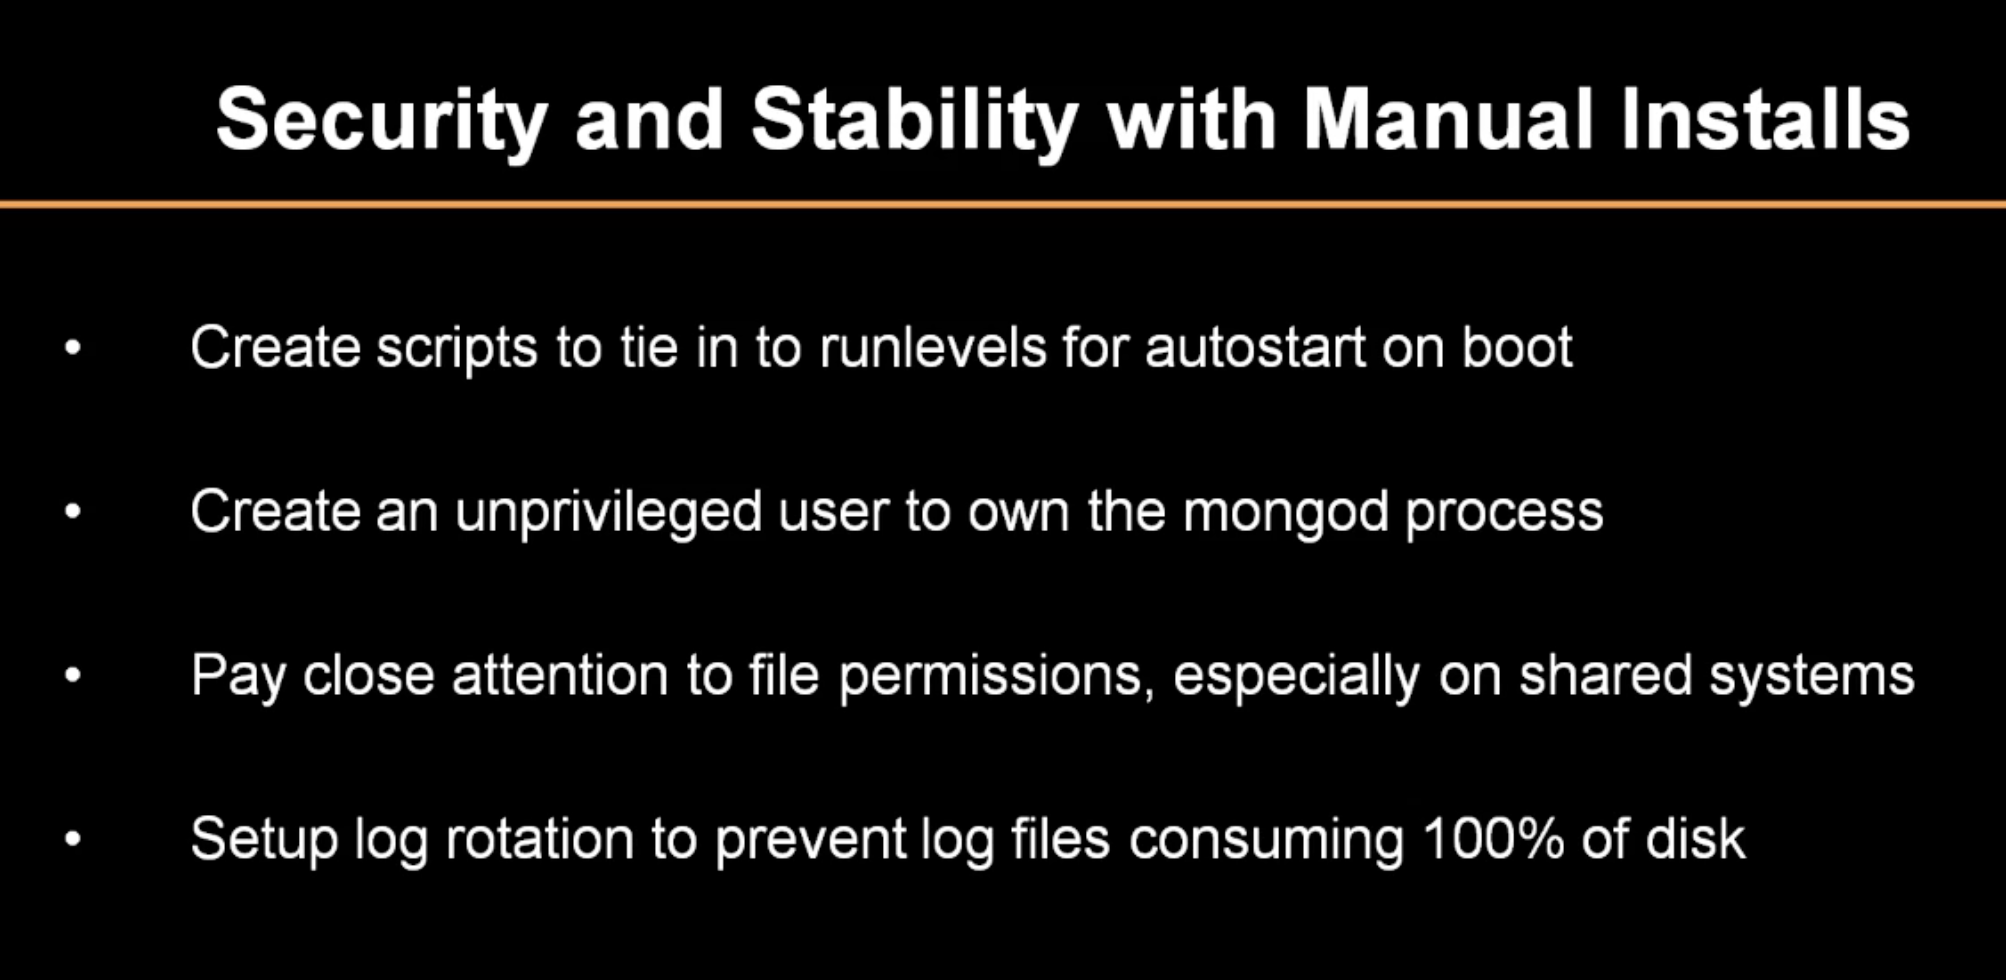 Security and Stability with Manual Installs
• Create scripts to tie in to runlevels for autostart on boot
• Create an unprivileged user to own the mongod process
• Pay close attention to file permissions, especially on shared systems
• Setup log rotation to prevent log files consuming 100% of disk